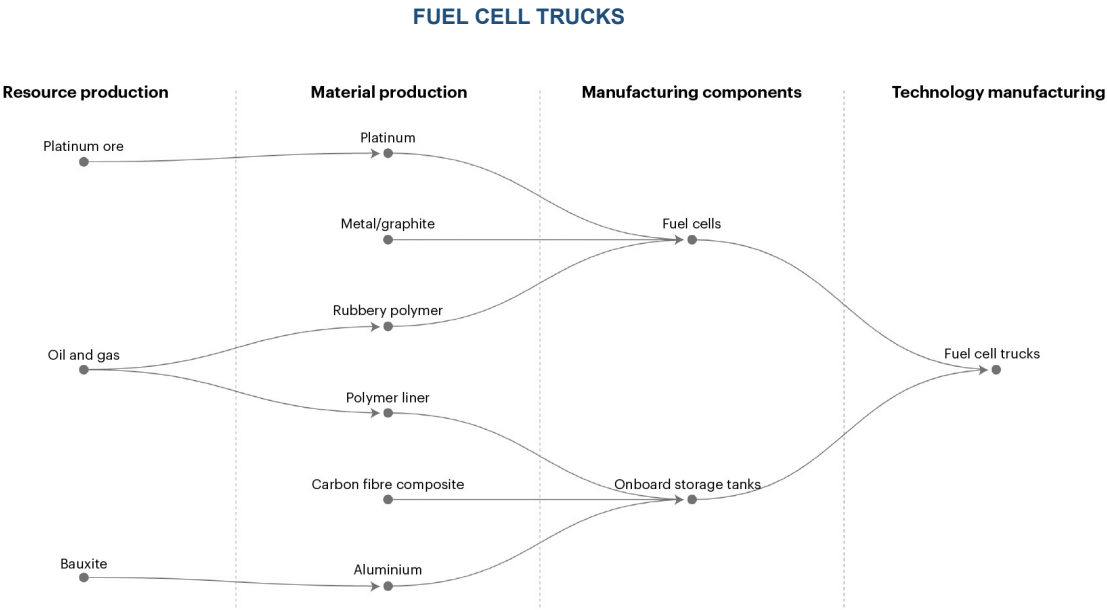 FUEL CELL TRUCKS
Resource production
Material production
Manufacturing components
Technology manufacturing
Platinum ore
Platinum
Metal/graphite
Fuel cells
Rubbery polymer
Oil and gas
Fuel cell trucks
Polymer liner
Carbon fibre composite
Onboard storage tanks
Bauxite
Aluminium